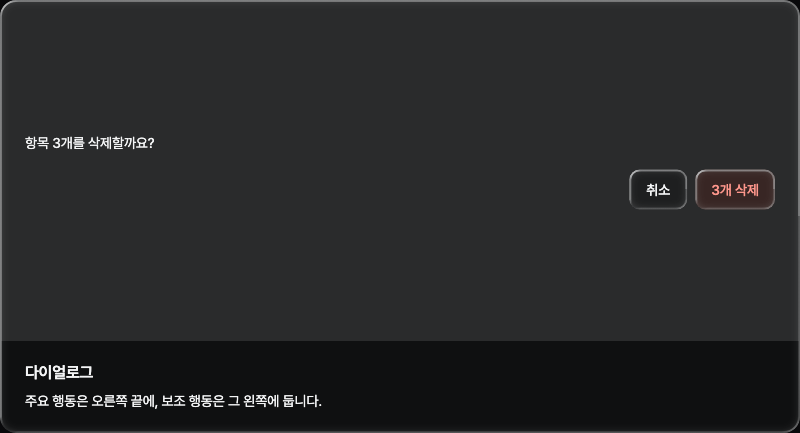 항목 3개를 삭제할까요?
취소
3개 삭제
다이얼로그
주요 행동은 오른쪽 끝에, 보조 행동은 그 왼쪽에 둡니다.